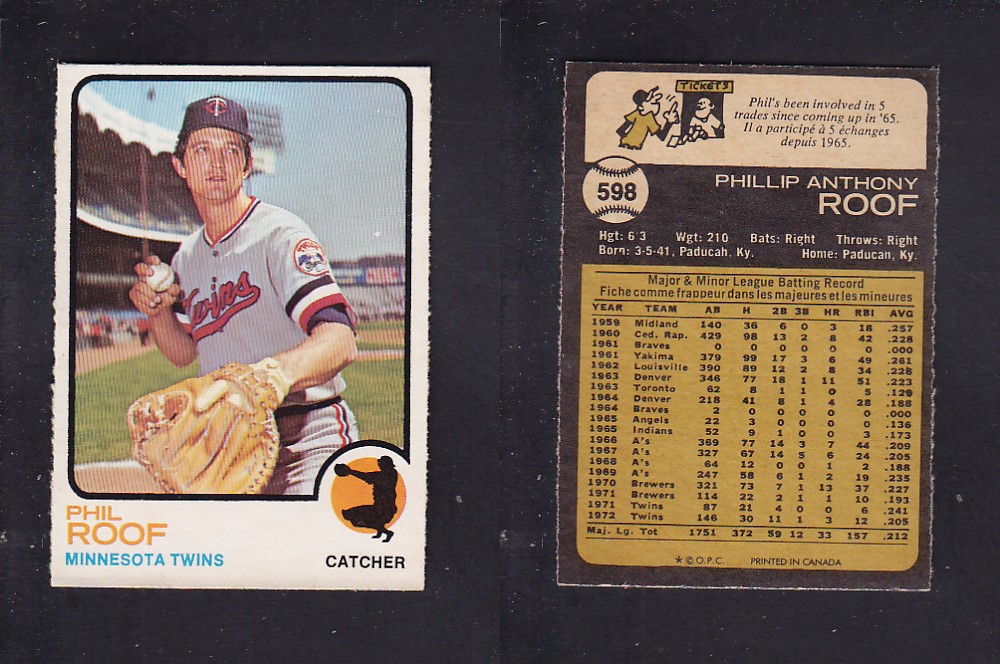 T
Twins
PHIL
ROOF
MINNESOTA TWINS
CATCHER
TICKETS
Phil's been involved in 5
trades since coming up in '65.
Il a participé à 5 échanges
depuis 1965.
598
PHILLIP ANTHONY
ROOF
Hgt: 6'3 Wgt: 210 Bats: Right Throws: Right
Born: 3-5-41, Paducah, Ky. Home: Paducah, Ky.
Major & Minor League Batting Record
Fiche comme frappeur dans les majeures et les mineures
YEAR TEAM AB H 2B 3B HR RBI AVG
1959 Midland 140 36 6 0 3 18 .257
1960 Ced. Rap. 429 98 13 2 8 42 .228
1961 Braves 0 0 0 0 0 0 .000
1961 Yakima 379 99 17 3 6 49 .261
1962 Louisville 390 89 12 2 8 34 .228
1963 Denver 346 77 18 1 11 51 .223
1963 Toronto 62 8 1 1 0 5 .129
1964 Denver 218 41 8 1 4 28 .188
1964 Braves 2 0 0 0 0 0 .000
1965 Angels 22 3 0 0 0 0 .136
1965 Indians 52 9 1 0 0 3 .173
1966 A's 369 77 14 3 7 44 .209
1967 A's 327 67 14 5 6 24 .205
1968 A's 64 12 0 0 1 2 .188
1969 A's 247 58 6 1 2 19 .235
1970 Brewers 321 73 7 1 13 37 .227
1971 Brewers 114 22 2 1 1 10 .193
1971 Twins 87 21 4 0 0 6 .241
1972 Twins 146 30 11 1 3 12 .205
Maj. Lg. Tot 1751 372 59 12 33 157 .212
* © O.P.C. PRINTED IN CANADA